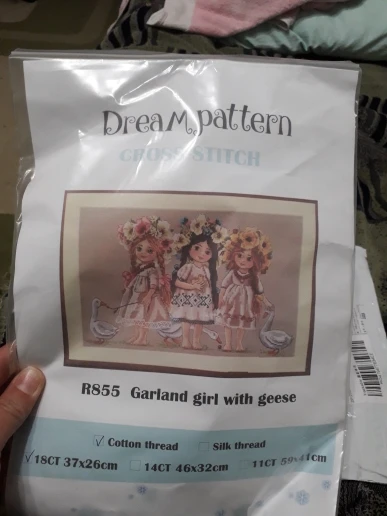 Dream pattern
CROSS STITCH
R855 Garland girl with geese
✓ Cotton thread Silk thread
✓ 18CT 37x26cm 14CT 46x32cm 11CT 59x41cm